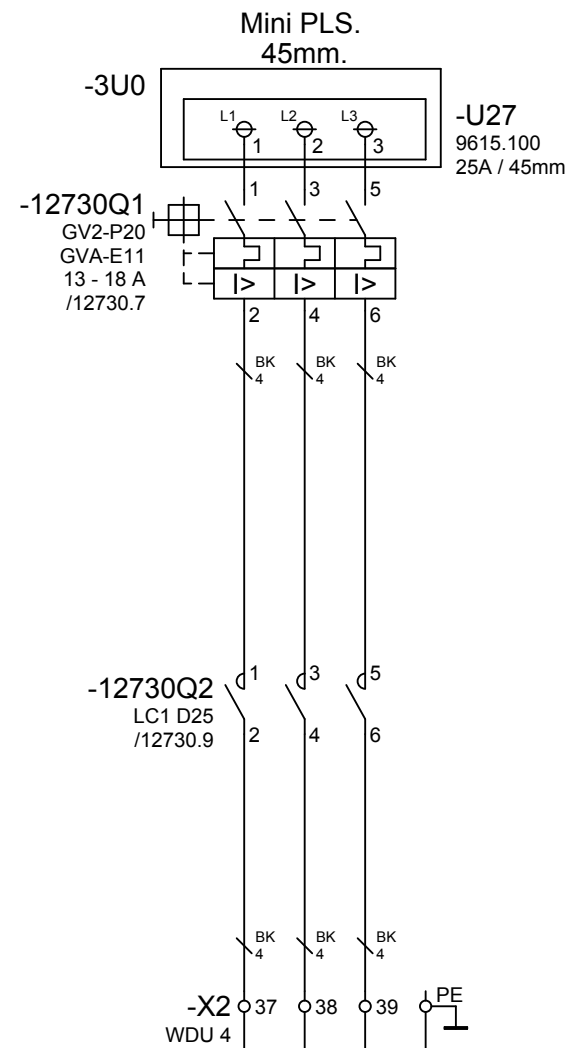 Mini PLS.
45mm.
-3U0
L1 L2 L3
1 2 3
-U27
9615.100
25A / 45mm
1 3 5
-12730Q1
GV2-P20
GVA-E11
13 - 18 A
/12730.7
I> I> I>
2 4 6
BK BK BK
4 4 4
1 3 5
-12730Q2
LC1 D25
/12730.9
2 4 6
BK BK BK
4 4 4
-X2 37 38 39 PE
WDU 4